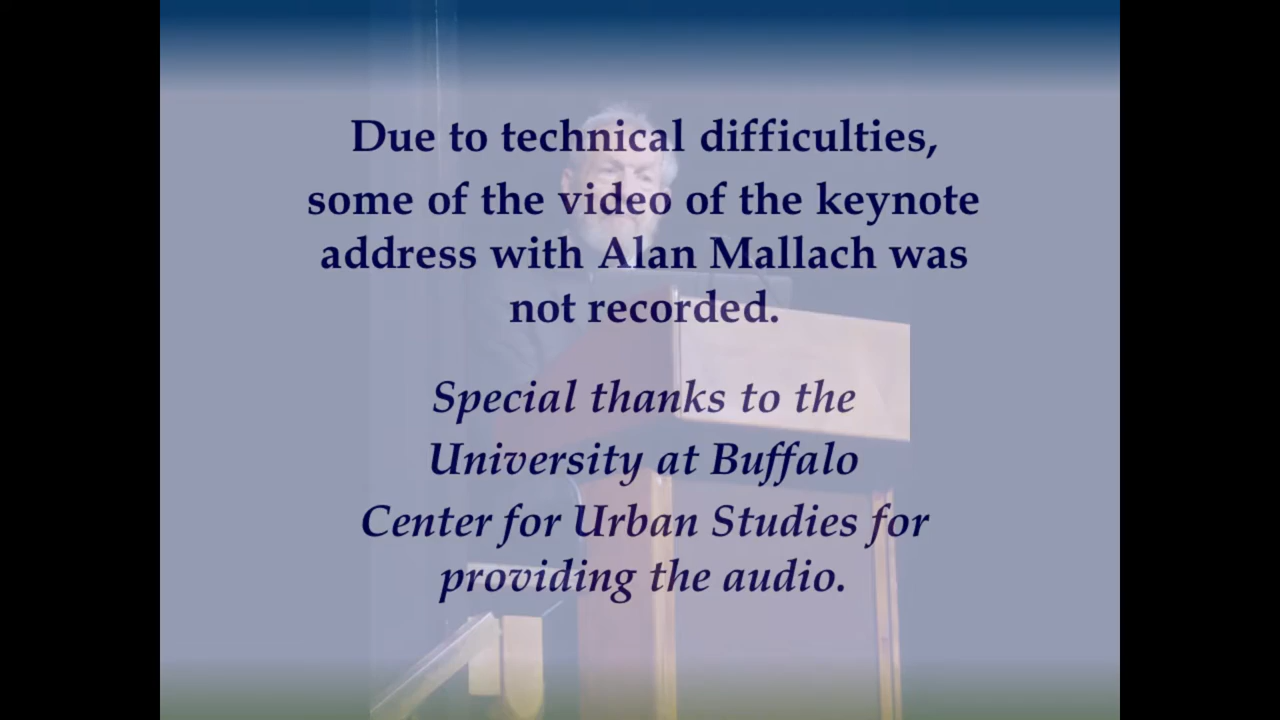 Due to technical difficulties,
some of the video of the keynote
address with Alan Mallach was
not recorded.
Special thanks to the
University at Buffalo
Center for Urban Studies for
providing the audio.